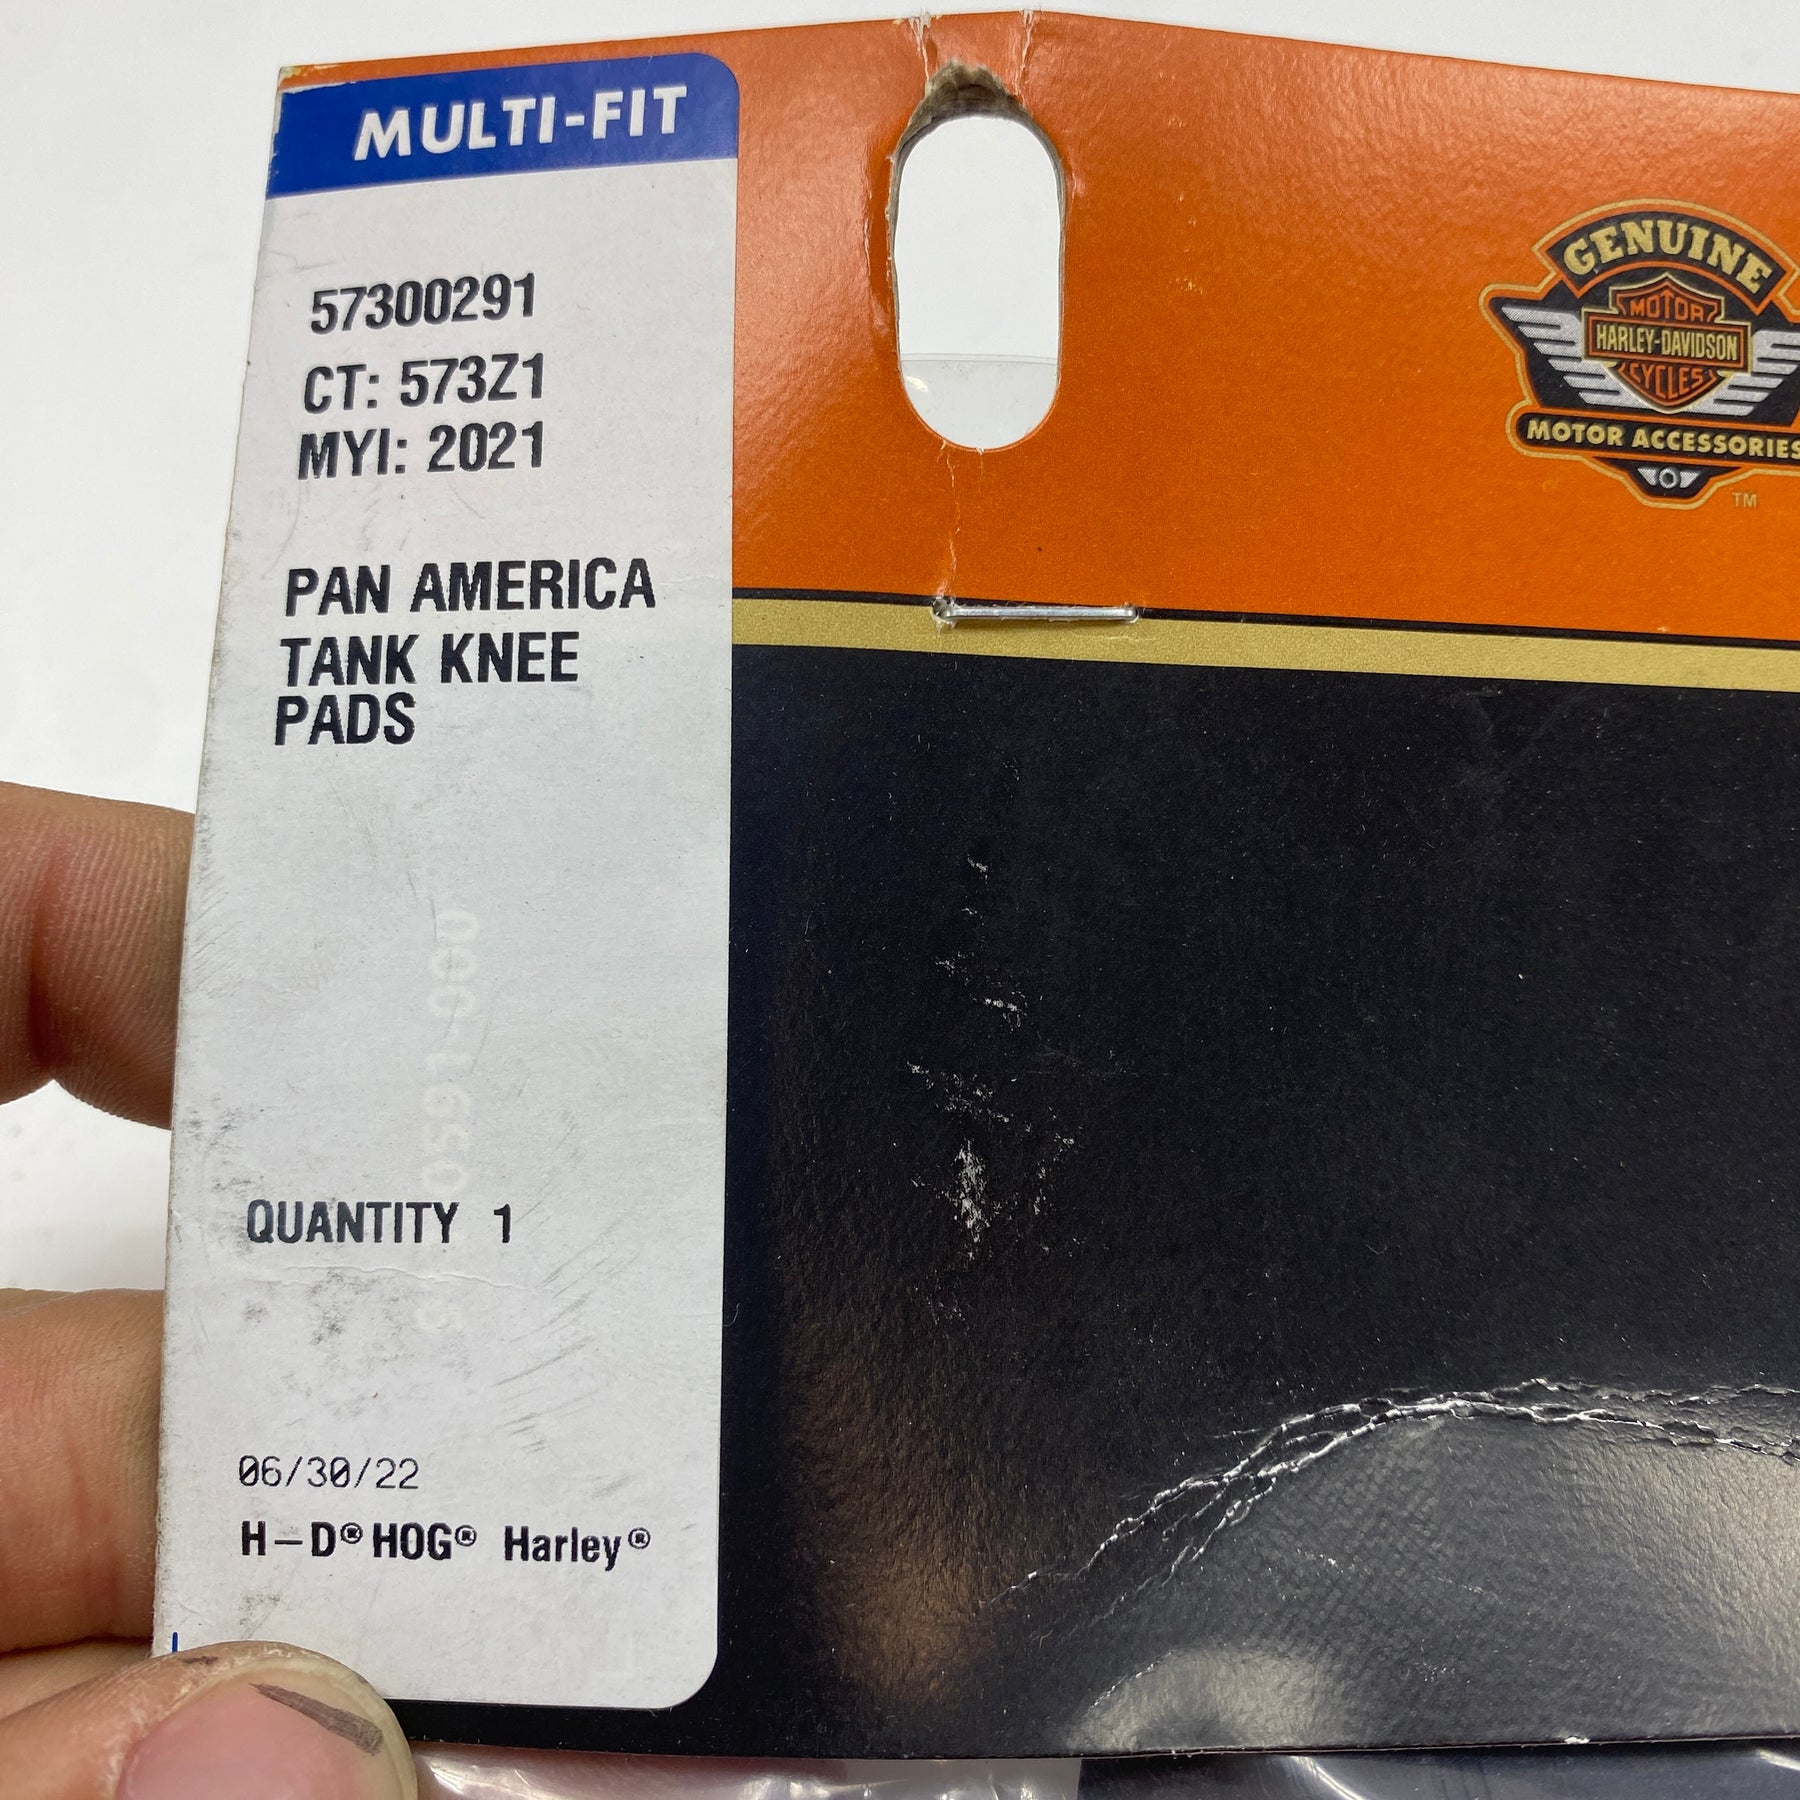 MULTI-FIT
57300291
CT: 573Z1
MYI: 2021
PAN AMERICA
TANK KNEE
PADS
QUANTITY 1
06/30/22
H-D® HOG® Harley®
GENUINE
MOTOR
HARLEY-DAVIDSON
CYCLES
MOTOR ACCESSORIES
TM